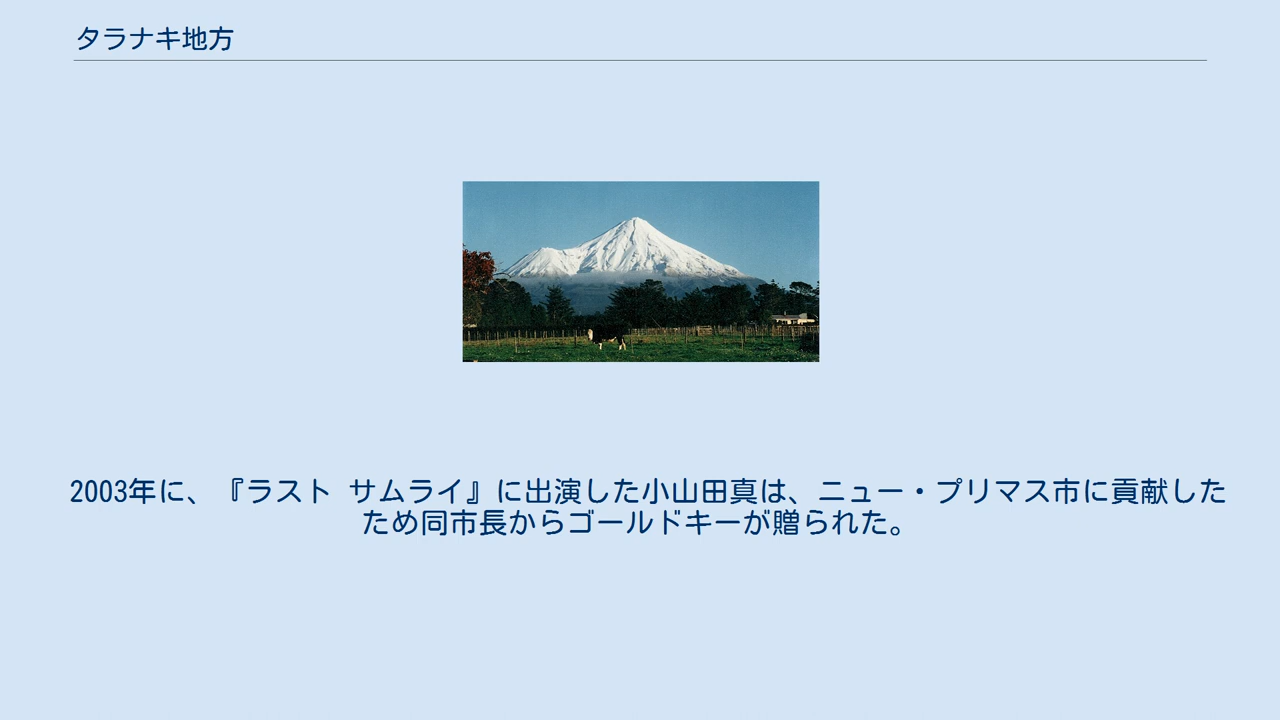 タラナキ地方
2003年に、『ラスト サムライ』に出演した小山田真は、ニュー・プリマス市に貢献した
ため同市長からゴールドキーが贈られた。